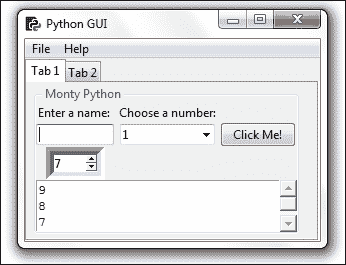 Python GUI
File Help
Tab 1 Tab 2
Monty Python
Enter a name: Choose a number:
1 Click Me!
7
9
8
7